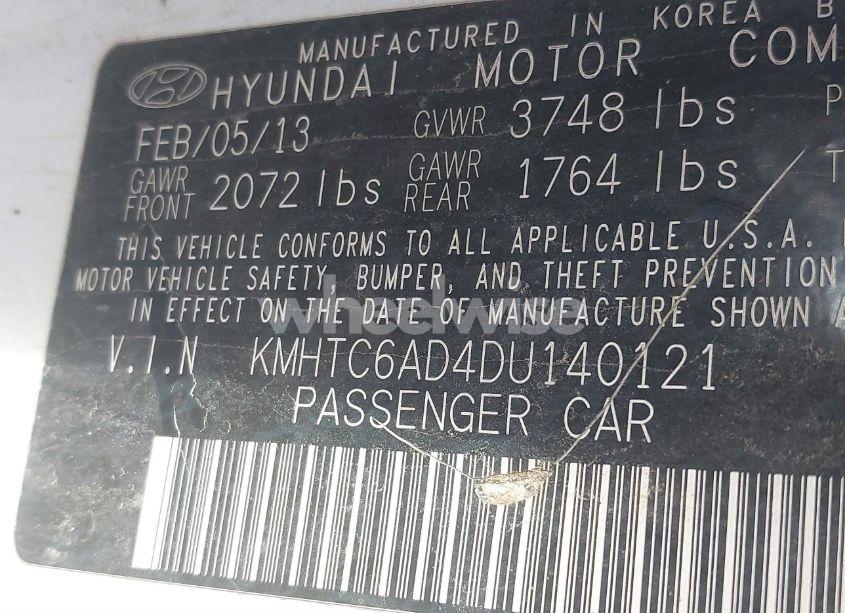 MANUFACTURED IN KOREA B
HYUNDAI MOTOR COM
FEB/05/13 GVWR 3748 lbs P
GAWR FRONT 2072 lbs GAWR REAR 1764 lbs T
THIS VEHICLE CONFORMS TO ALL APPLICABLE U.S.A.
MOTOR VEHICLE SAFETY, BUMPER, AND THEFT PREVENTION
IN EFFECT ON THE DATE OF MANUFACTURE SHOWN A
wheelwise
V.I.N KMHTC6AD4DU140121
PASSENGER CAR